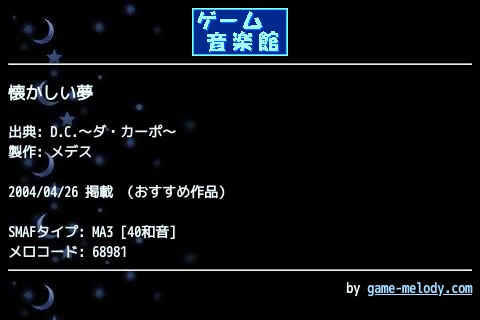 ゲーム
音楽館
懐かしい夢
出典: D.C.～ダ・カーポ～
製作: メデス
2004/04/26 掲載 (おすすめ作品)
SMAFタイプ: MA3 [40和音]
メロコード: 68981
by game-melody.com